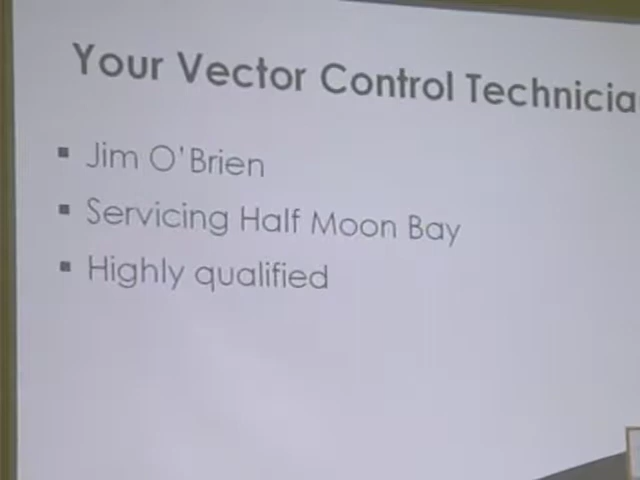 Your Vector Control Technicia
Jim O'Brien
Servicing Half Moon Bay
Highly qualified